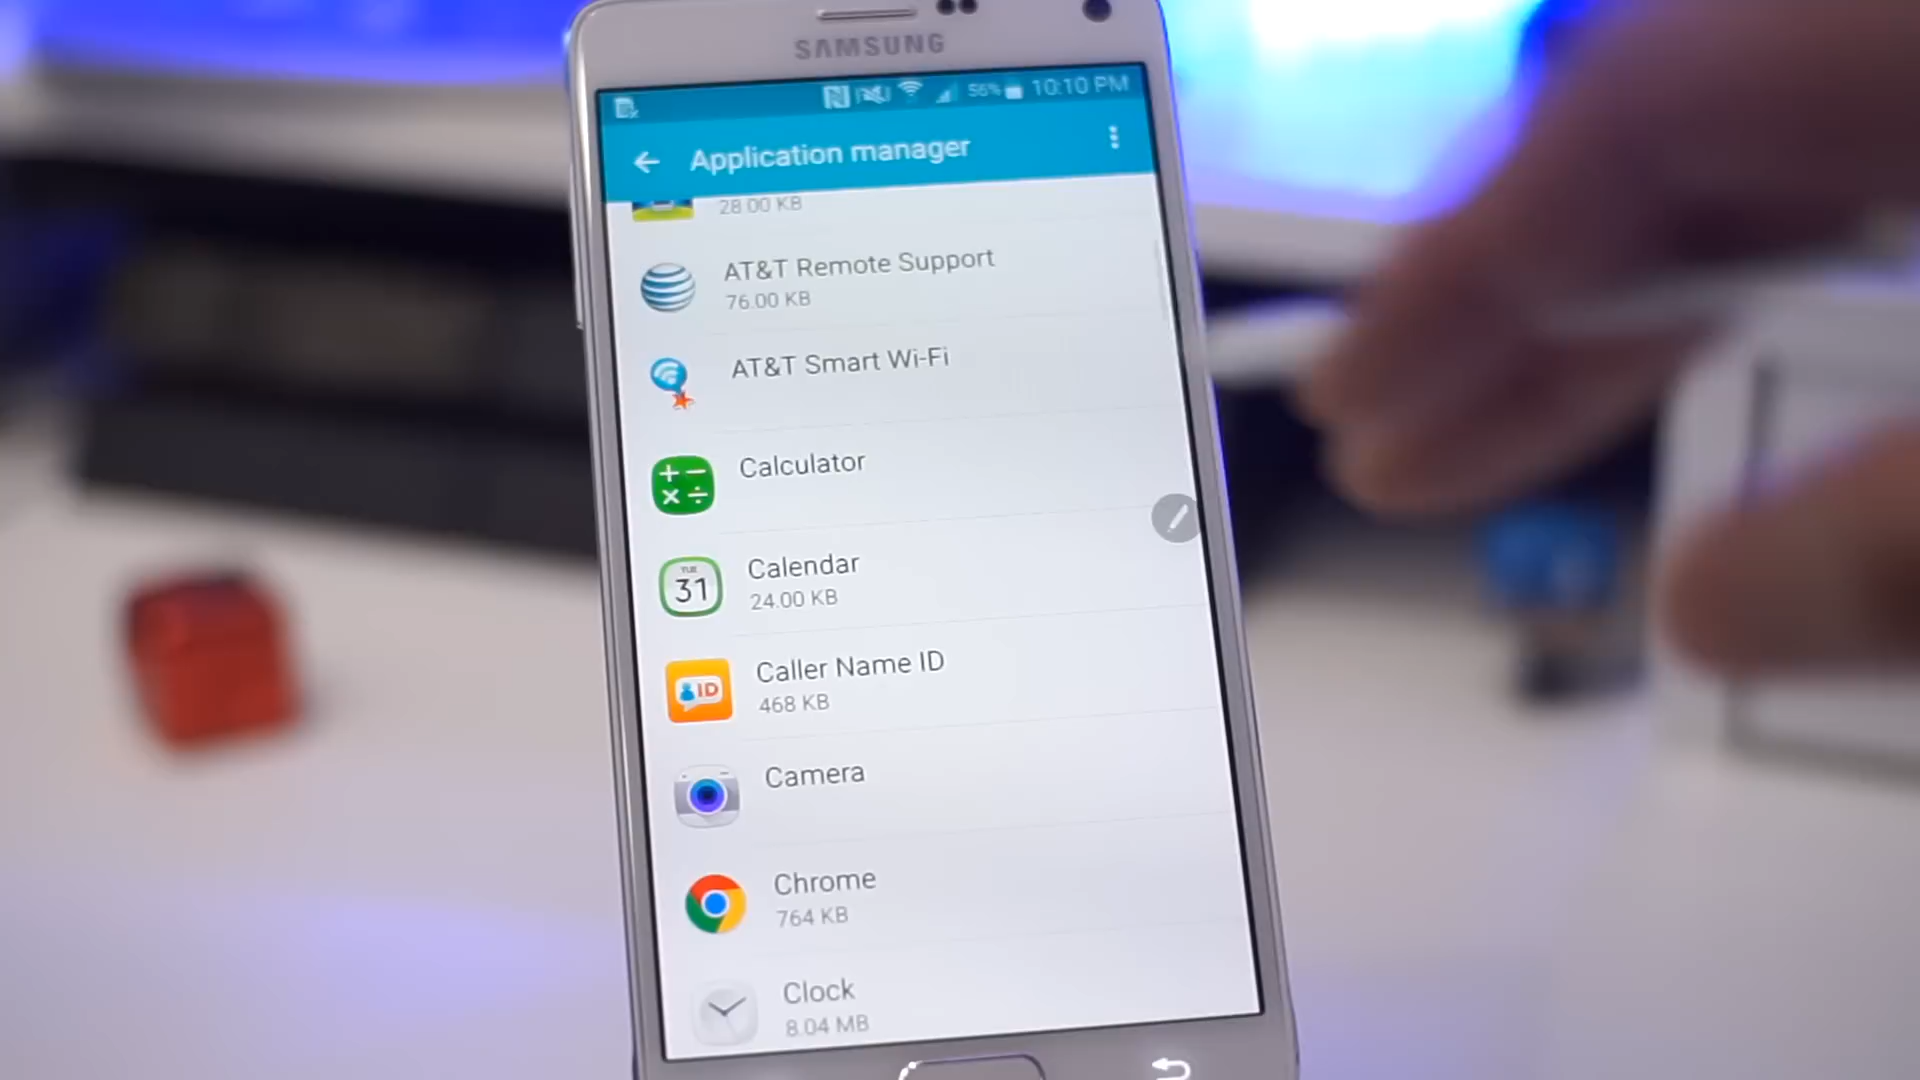 SAMSUNG
56% 10:10 PM
Application manager
28.00 KB
AT&T Remote Support
76.00 KB
AT&T Smart Wi-Fi
Calculator
TUE
31
Calendar
24.00 KB
ID
Caller Name ID
468 KB
Camera
Chrome
764 KB
Clock
8.04 MB